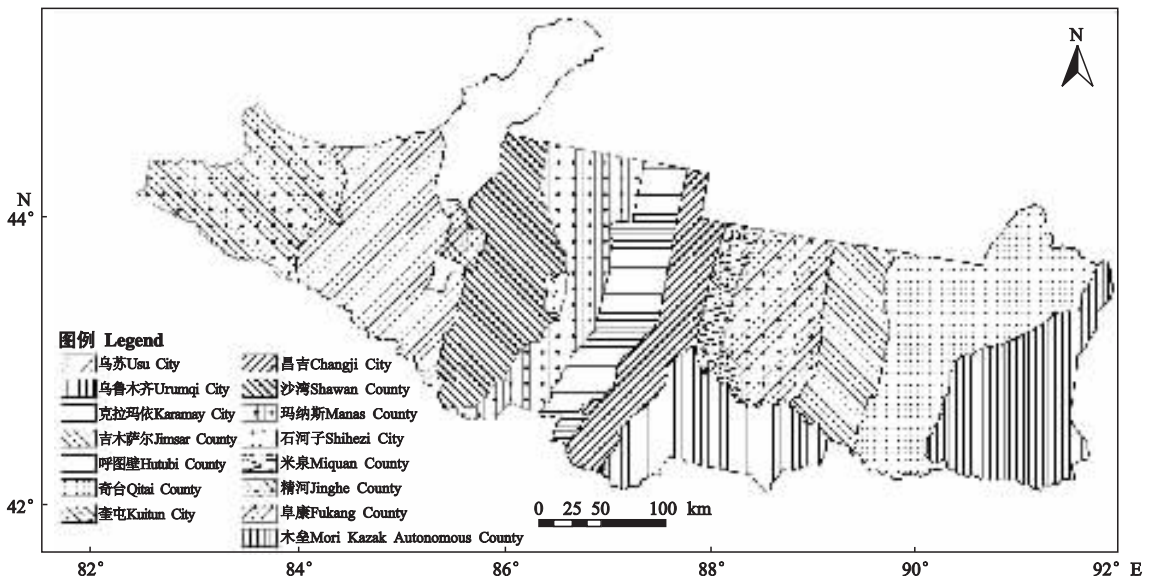 N
N
44°
42°
图例 Legend
乌苏Usu City
乌鲁木齐Urumqi City
克拉玛依Karamay City
吉木萨尔Jimsar County
呼图壁Hutubi County
奇台Qitai County
奎屯Kuitun City
昌吉Changji City
沙湾Shawan County
玛纳斯Manas County
石河子Shihezi City
米泉Miquan County
精河Jinghe County
阜康Fukang County
木垒Mori Kazak Autonomous County
0 25 50 100 km
82° 84° 86° 88° 90° 92° E